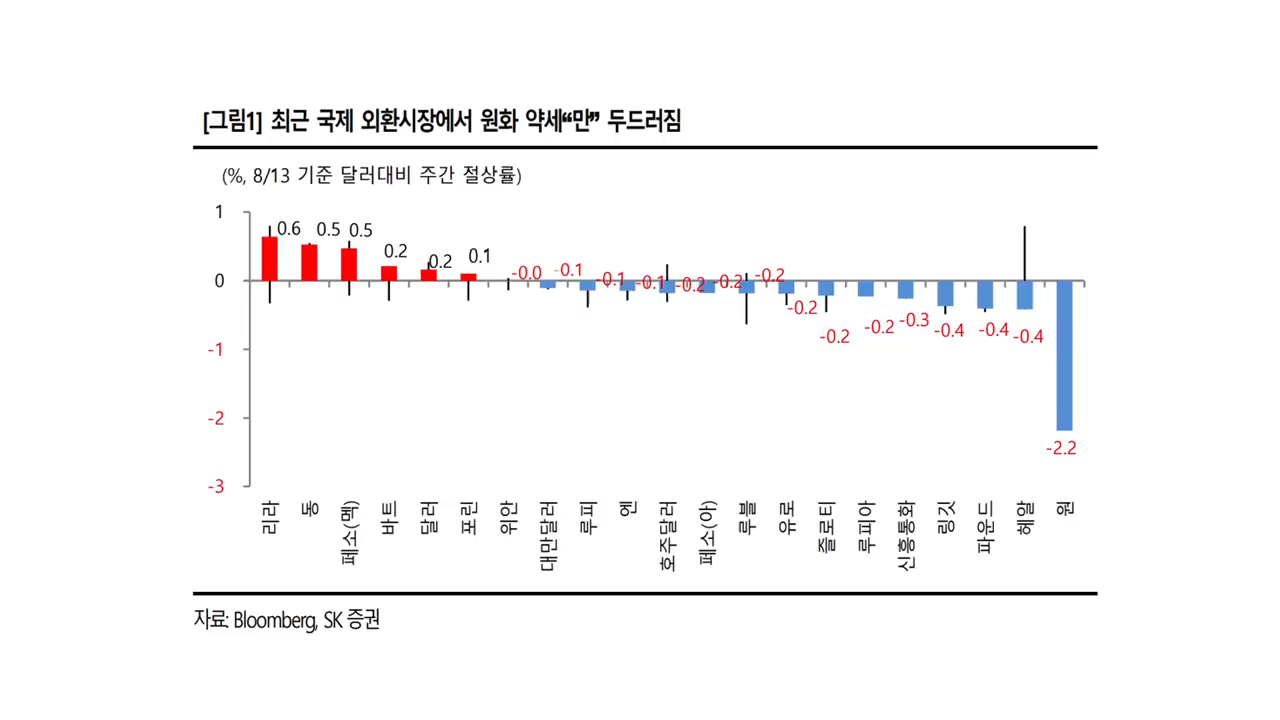 [그림1] 최근 국제 외환시장에서 원화 약세“만” 두드러짐
(%, 8/13 기준 달러대비 주간 절상률)
1
0
-1
-2
-3
0.6
0.5
0.5
0.2
0.2
0.1
-0.0
-0.1
-0.1
-0.1
-0.2
-0.2
-0.2
-0.2
-0.2
-0.2
-0.3
-0.4
-0.4
-0.4
-2.2
리라
동
페소(멕)
바트
달러
포린
위안
대만달러
루피
엔
호주달러
페소(아)
루블
유로
즐로티
루피아
신흥통화
링깃
파운드
헤알
원
자료: Bloomberg, SK 증권